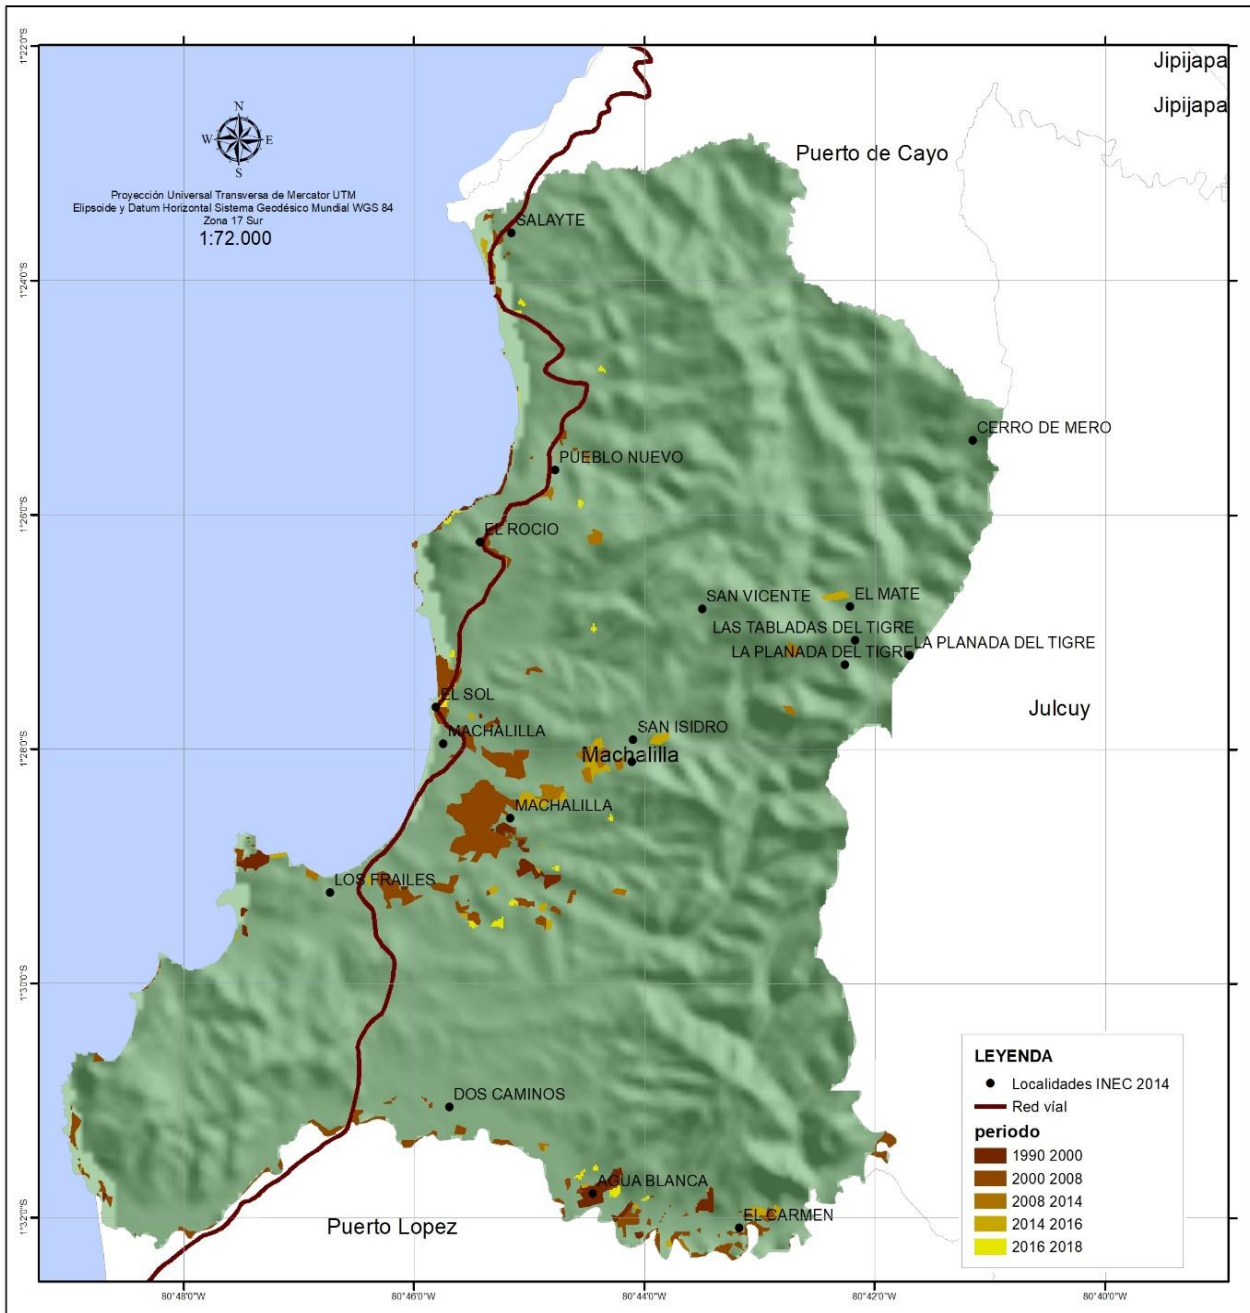 Jipijapa
Jipijapa
Puerto de Cayo
N
W E
S
Proyección Universal Transversa de Mercator UTM
Elipsoide y Datum Horizontal Sistema Geodésico Mundial WGS 84
Zona 17 Sur
1:72.000
SALAYTE
CERRO DE MERO
PUEBLO NUEVO
EL ROCIO
SAN VICENTE
EL MATE
LAS TABLADAS DEL TIGRE
LA PLANADA DEL TIGRE
LA PLANADA DEL TIGRE
EL SOL
Julcuy
SAN ISIDRO
MACHALILLA
Machalilla
MACHALILLA
LOS FRAILES
DOS CAMINOS
AGUA BLANCA
EL CARMEN
Puerto Lopez
LEYENDA
Localidades INEC 2014
Red víal
periodo
1990 2000
2000 2008
2008 2014
2014 2016
2016 2018
1°22'0"S
1°24'0"S
1°26'0"S
1°28'0"S
1°30'0"S
1°32'0"S
80°48'0"W
80°46'0"W
80°44'0"W
80°42'0"W
80°40'0"W